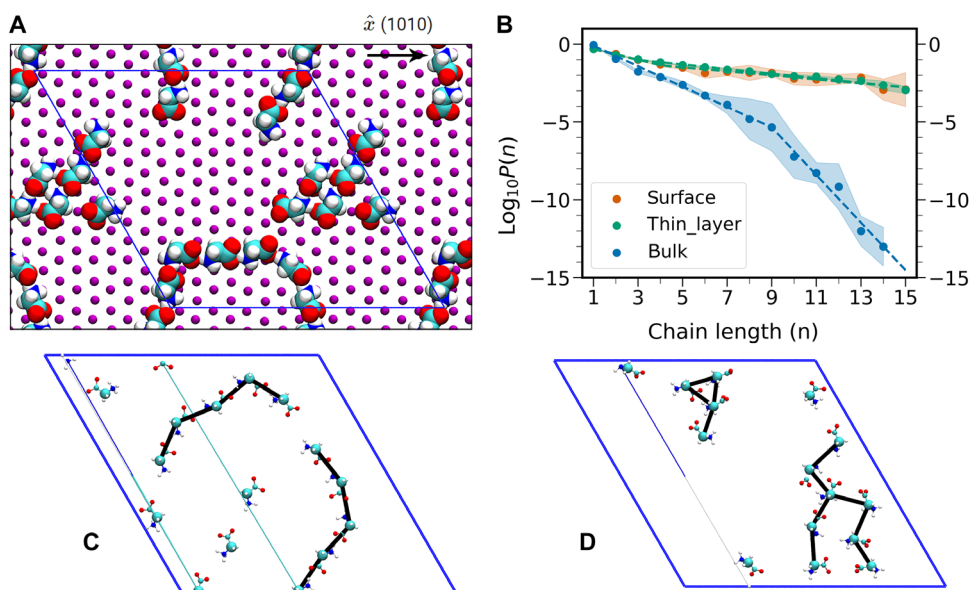 A
x̂ (1010)
B
0
−5
−10
−15
0
−5
−10
−15
Log₁₀P(n)
Surface
Thin_layer
Bulk
1 3 5 7 9 11 13 15
Chain length (n)
C
D